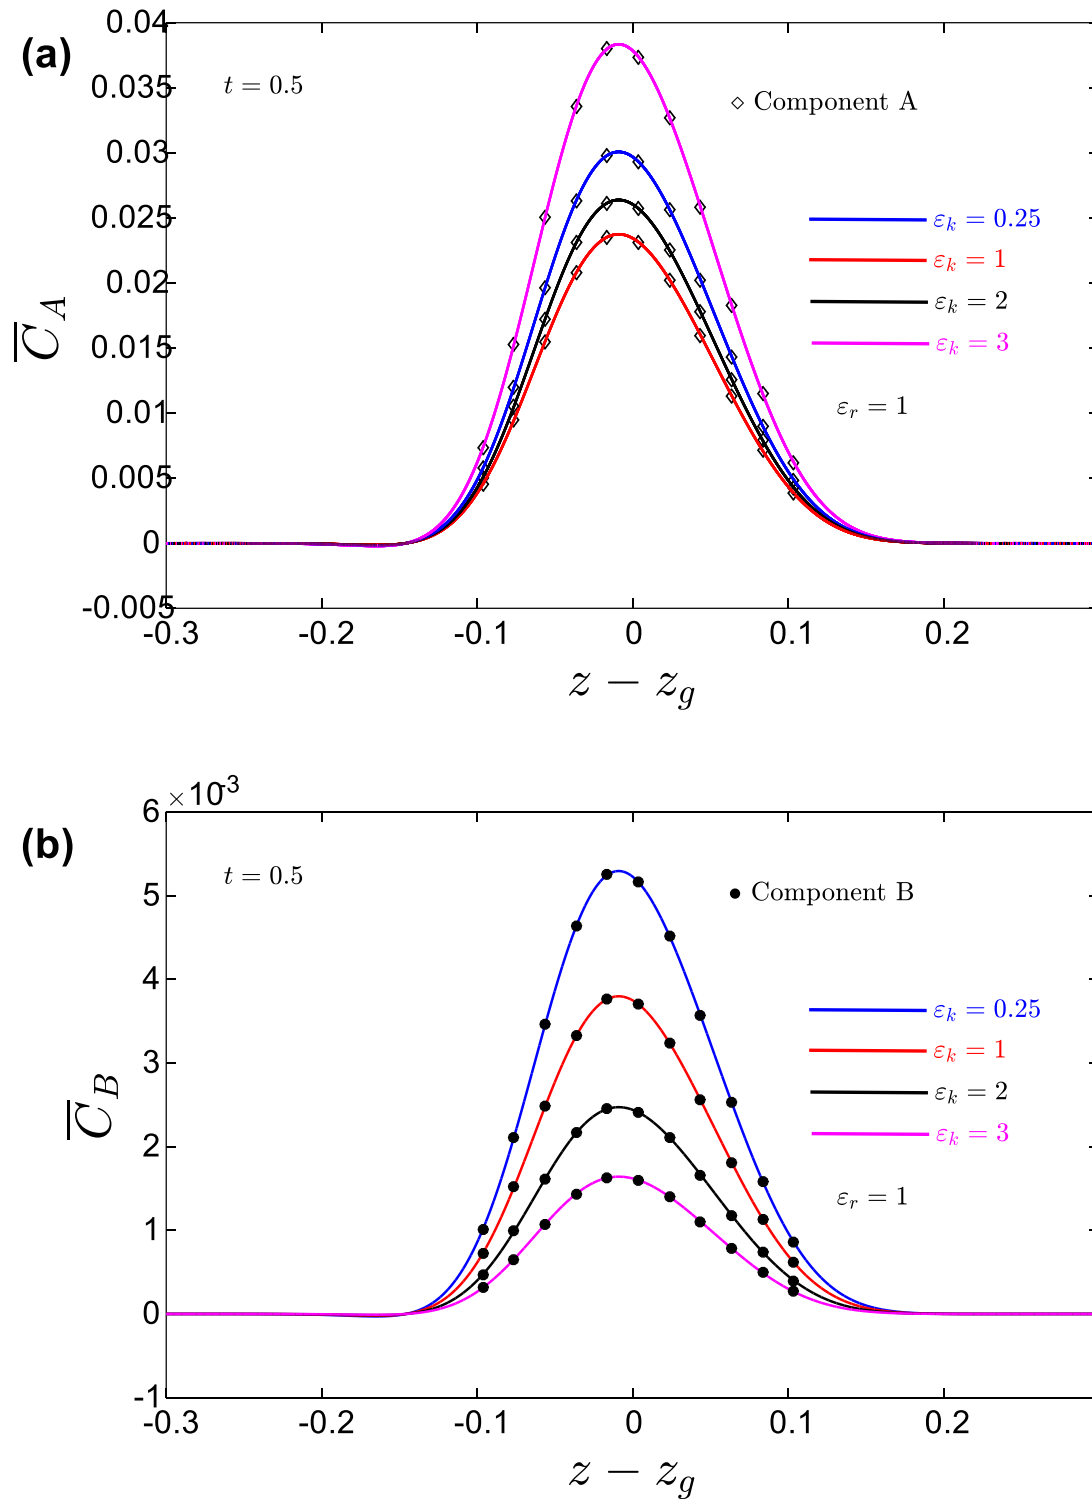 (a)
t = 0.5
◇ Component A
ε_k = 0.25
ε_k = 1
ε_k = 2
ε_k = 3
ε_r = 1
0.04
0.035
0.03
0.025
0.02
0.015
0.01
0.005
0
-0.005
C̅_A
-0.3 -0.2 -0.1 0 0.1 0.2
z − z_g
(b)
×10^-3
t = 0.5
● Component B
ε_k = 0.25
ε_k = 1
ε_k = 2
ε_k = 3
ε_r = 1
6
5
4
3
2
1
0
-1
C̅_B
-0.3 -0.2 -0.1 0 0.1 0.2
z − z_g